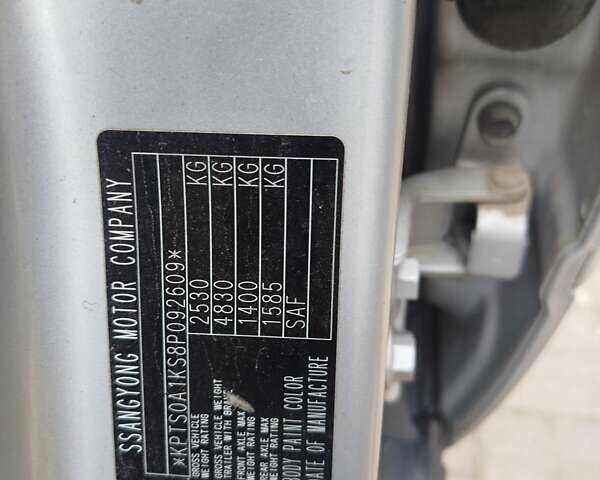 SSANGYONG MOTOR COMPANY
*KPTS0A1KS8P092609*
GROSS VEHICLE WEIGHT RATING 2530 KG
GROSS VEHICLE WEIGHT TRAILER WITH 4830 KG
FRONT AXLE MAX WEIGHT RATING 1400 KG
REAR AXLE MAX WEIGHT RATING 1585 KG
BODY PAINT COLOR SAF
DATE OF MANUFACTURE